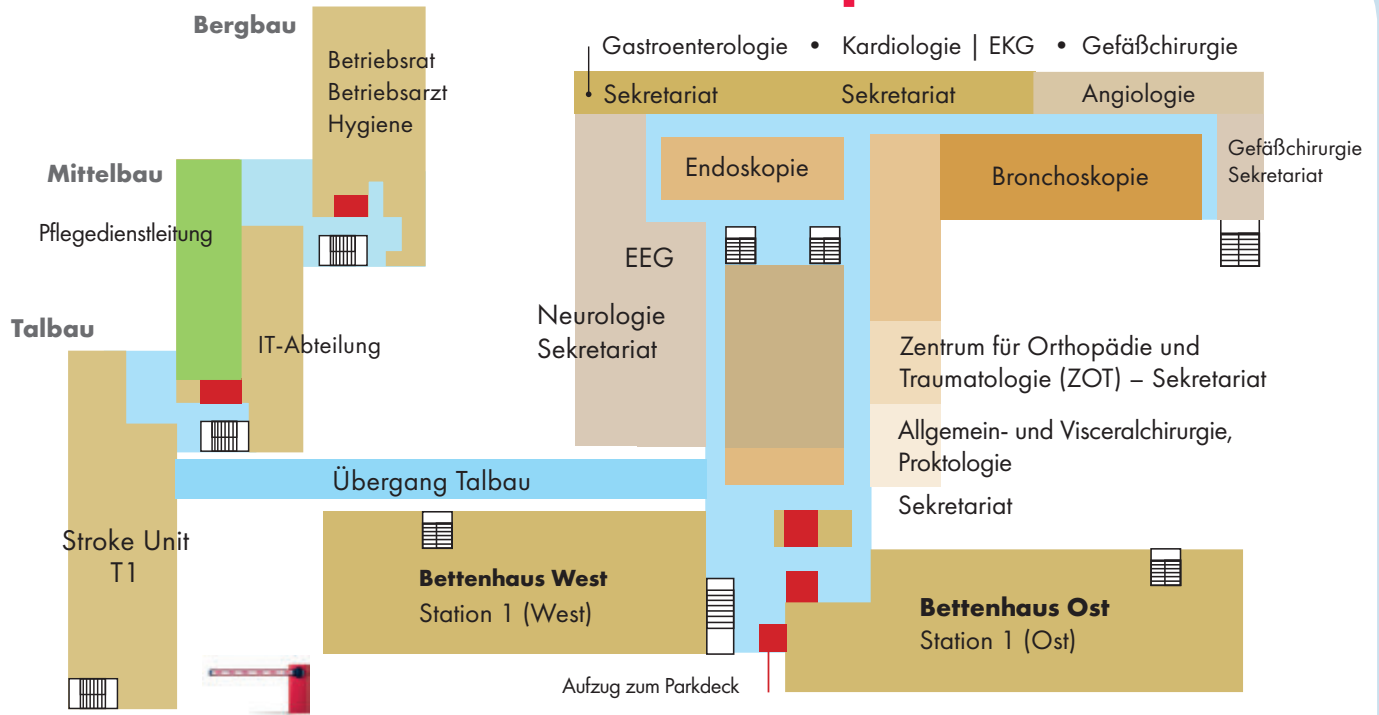 Bergbau
Betriebsrat
Betriebsarzt
Hygiene
Mittelbau
Pflegedienstleitung
Talbau
IT-Abteilung
Stroke Unit
T1
Gastroenterologie • Kardiologie | EKG • Gefäßchirurgie
Sekretariat
Sekretariat
Angiologie
Gefäßchirurgie
Sekretariat
Endoskopie
Bronchoskopie
EEG
Neurologie
Sekretariat
Zentrum für Orthopädie und
Traumatologie (ZOT) – Sekretariat
Allgemein- und Visceralchirurgie,
Proktologie
Sekretariat
Übergang Talbau
Bettenhaus West
Station 1 (West)
Bettenhaus Ost
Station 1 (Ost)
Aufzug zum Parkdeck